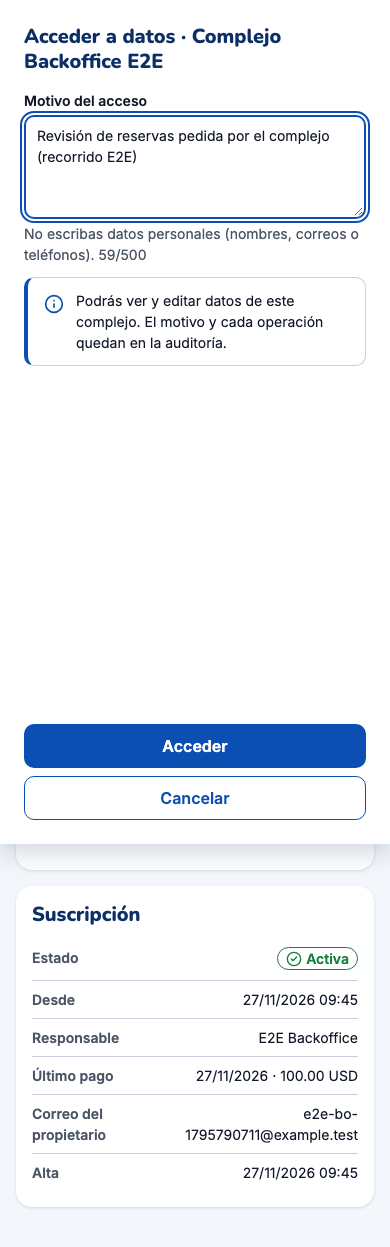 Acceder a datos · Complejo
Backoffice E2E
Motivo del acceso
Revisión de reservas pedida por el complejo
(recorrido E2E)
No escribas datos personales (nombres, correos o
teléfonos). 59/500
Podrás ver y editar datos de este
complejo. El motivo y cada operación
quedan en la auditoría.
Acceder
Cancelar
Suscripción
Estado Activa
Desde 27/11/2026 09:45
Responsable E2E Backoffice
Último pago 27/11/2026 · 100.00 USD
Correo del e2e-bo-
propietario 1795790711@example.test
Alta 27/11/2026 09:45